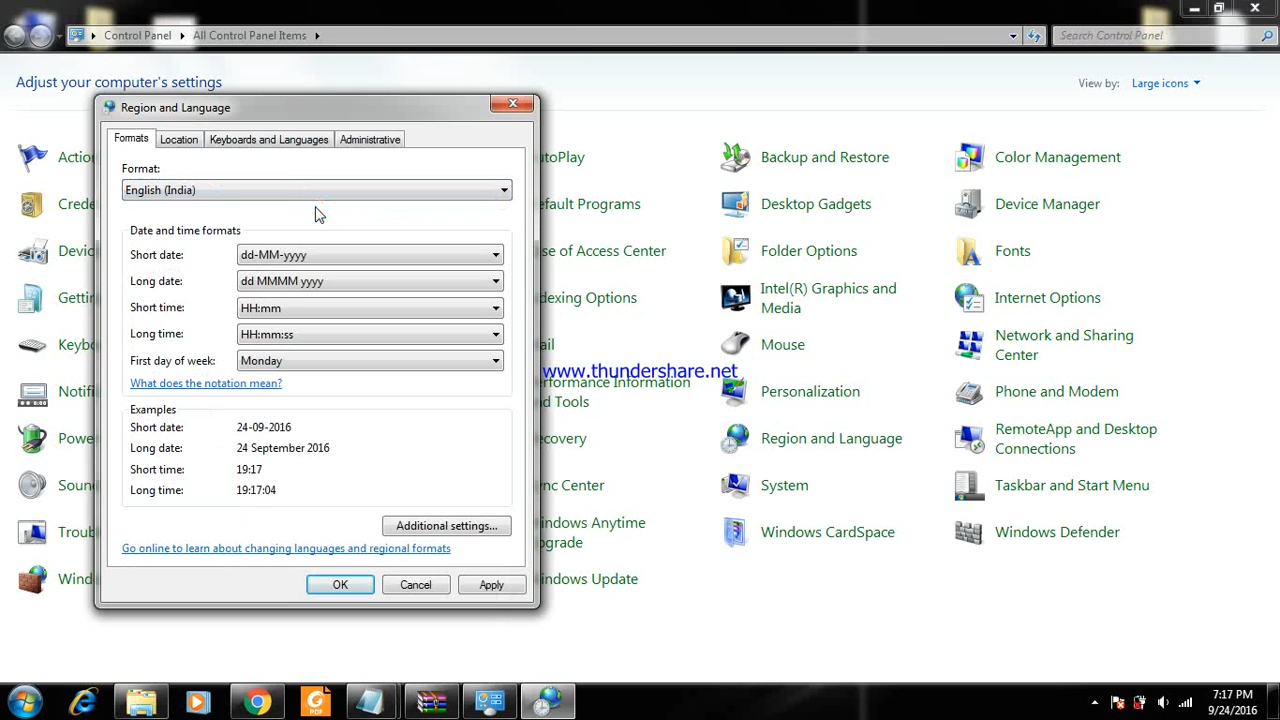 Control Panel
All Control Panel Items
Search Control Panel
Adjust your computer's settings
View by:
Large icons
Region and Language
Formats
Location
Keyboards and Languages
Administrative
Format:
English (India)
Date and time formats
Short date:
dd-MM-yyyy
Long date:
dd MMMM yyyy
Short time:
HH:mm
Long time:
HH:mm:ss
First day of week:
Monday
What does the notation mean?
Examples
Short date:
24-09-2016
Long date:
24 September 2016
Short time:
19:17
Long time:
19:17:04
Additional settings...
Go online to learn about changing languages and regional formats
OK
Cancel
Apply
Actio
Crede
Devic
Getti
Keybo
Notifi
Powe
Soun
Troub
Windo
utoPlay
efault Programs
se of Access Center
dexing Options
ail
www.thundershare.net
erformance Information
nd Tools
ecovery
ync Center
indows Anytime
pgrade
indows Update
Backup and Restore
Desktop Gadgets
Folder Options
Intel(R) Graphics and
Media
Mouse
Personalization
Region and Language
System
Windows CardSpace
Color Management
Device Manager
Fonts
Internet Options
Network and Sharing
Center
Phone and Modem
RemoteApp and Desktop
Connections
Taskbar and Start Menu
Windows Defender
PDF
7:17 PM
9/24/2016